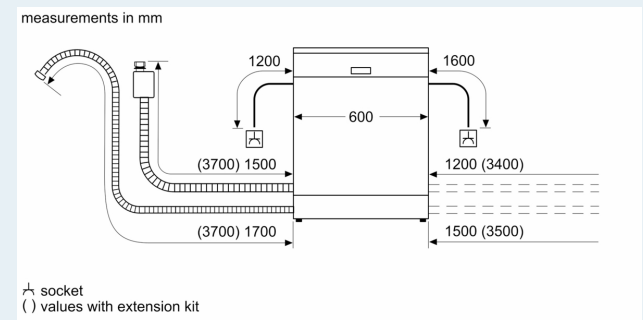 measurements in mm
1200
1600
600
(3700) 1500
1200 (3400)
(3700) 1700
1500 (3500)
socket
( ) values with extension kit